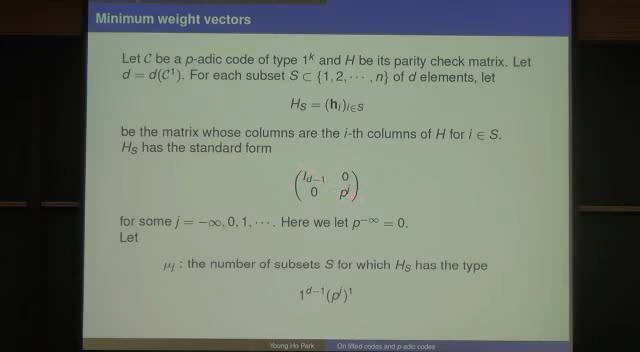 Minimum weight vectors
Let 𝒞 be a p-adic code of type 1^k and H be its parity check matrix. Let
d = d(𝒞^1). For each subset S ⊂ {1, 2, ⋯ , n} of d elements, let
H_S = (h_i)_{i∈S}
be the matrix whose columns are the i-th columns of H for i ∈ S.
H_S has the standard form
( I_{d−1} 0
0 p^j )
for some j = −∞, 0, 1, ⋯ . Here we let p^{−∞} = 0.
Let
μ_j : the number of subsets S for which H_S has the type
1^{d−1}(p^j)^1
Young Ho Park On lifted codes and p-adic codes